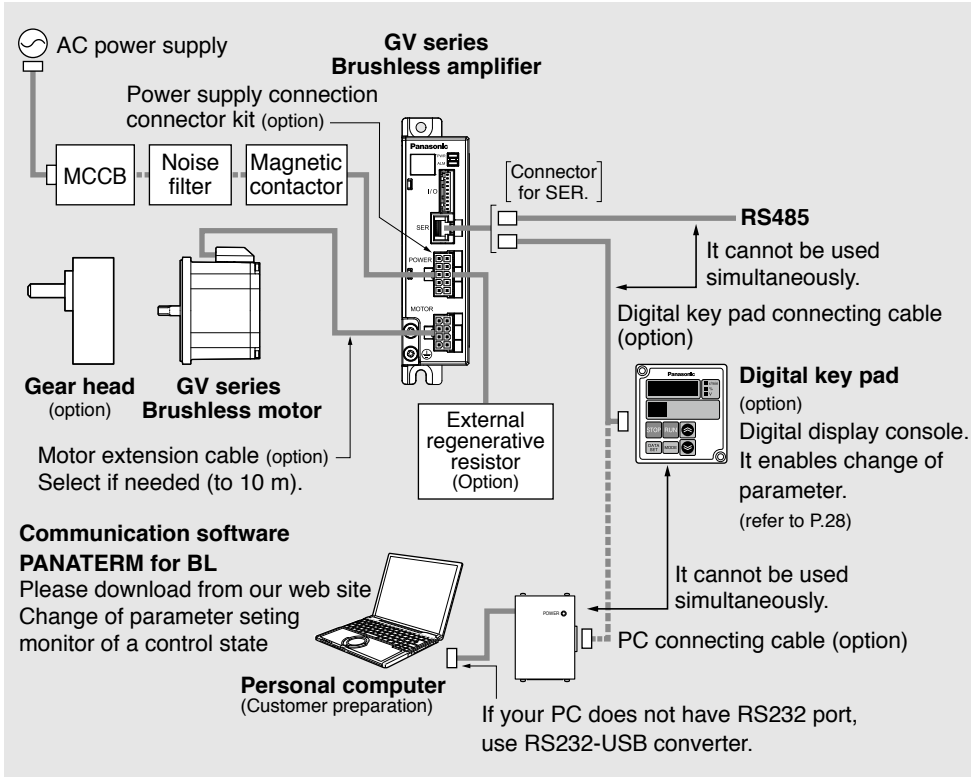 AC power supply
GV series
Brushless amplifier
Power supply connection
connector kit (option)
MCCB
Noise
filter
Magnetic
contactor
Panasonic
PWR
ALM
I/O
SER
POWER
MOTOR
Connector
for SER.
RS485
It cannot be used
simultaneously.
Digital key pad connecting cable
(option)
Gear head
(option)
GV series
Brushless motor
Motor extension cable (option)
Select if needed (to 10 m).
External
regenerative
resistor
(Option)
Panasonic
STOP
RUN
DATA
SET
MODE
Digital key pad
(option)
Digital display console.
It enables change of
parameter.
(refer to P.28)
Communication software
PANATERM for BL
Please download from our web site
Change of parameter seting
monitor of a control state
Personal computer
(Customer preparation)
POWER
It cannot be used
simultaneously.
PC connecting cable (option)
If your PC does not have RS232 port,
use RS232-USB converter.